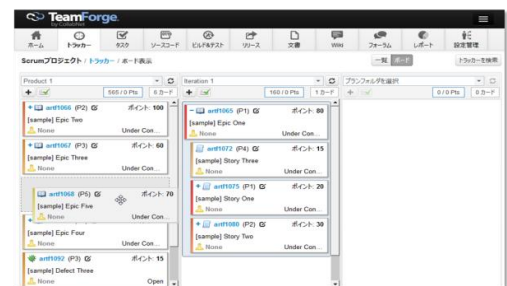 TeamForge.
by CollabNet
ホーム トラッカー タスク ソースコード ビルド&テスト リリース 文書 Wiki フォーラム レポート 設定管理
Scrumプロジェクト / トラッカー / ボード表示
一覧 ボード トラッカーを検索
Product 1
565 / 0 Pts 6 カード
artf1066 (P2) ポイント: 100
[sample] Epic Two
None Under Con...
artf1067 (P3) ポイント: 60
[sample] Epic Three
None Under Con...
artf1068 (P5) ポイント: 70
[sample] Epic Five
None Under Con...
[sample] Epic Four
None Under Con...
artf1092 (P3) ポイント: 15
[sample] Defect Three
None Open
Iteration 1
160 / 0 Pts 1 カード
artf1065 (P1) ポイント: 80
[sample] Epic One
None Under Con...
artf1072 (P4) ポイント: 15
[sample] Story Three
None Under Con...
artf1075 (P1) ポイント: 20
[sample] Story One
None Under Con...
artf1080 (P2) ポイント: 30
[sample] Story Two
None Under Con...
プランフォルダを選択
0 / 0 Pts 0 カード